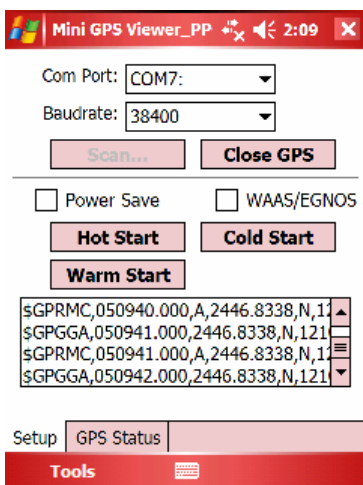 Mini GPS Viewer_PP 2:09
Com Port: COM7:
Baudrate: 38400
Scan... Close GPS
Power Save WAAS/EGNOS
Hot Start Cold Start
Warm Start
$GPRMC,050940.000,A,2446.8338,N,12
$GPGGA,050941.000,2446.8338,N,121
$GPRMC,050941.000,A,2446.8338,N,12
$GPGGA,050942.000,2446.8338,N,121
Setup GPS Status
Tools